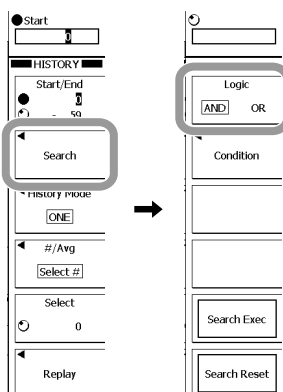 Start
0
HISTORY
Start/End
0
- 59
Search
History Mode
ONE
#/Avg
Select #
Select
0
Replay
Logic
AND OR
Condition
Search Exec
Search Reset